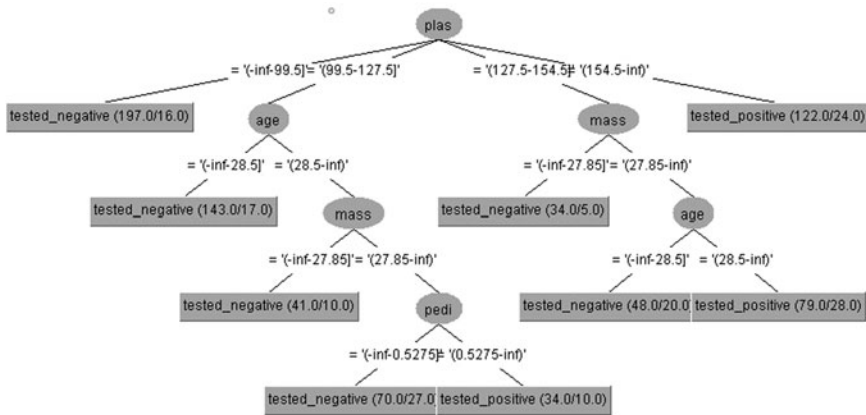 plas
= '(-inf-99.5]'= '(99.5-127.5]' = '(127.5-154.5]'= '(154.5-inf)'
tested_negative (197.0/16.0) age mass tested_positive (122.0/24.0)
= '(-inf-28.5]' = '(28.5-inf)' = '(-inf-27.85]'= '(27.85-inf)'
tested_negative (143.0/17.0) mass tested_negative (34.0/5.0) age
= '(-inf-27.85]'= '(27.85-inf)' = '(-inf-28.5]' = '(28.5-inf)'
tested_negative (41.0/10.0) pedi tested_negative (48.0/20.0 tested_positive (79.0/28.0)
= '(-inf-0.5275]'= '(0.5275-inf)'
tested_negative (70.0/27.0 tested_positive (34.0/10.0)